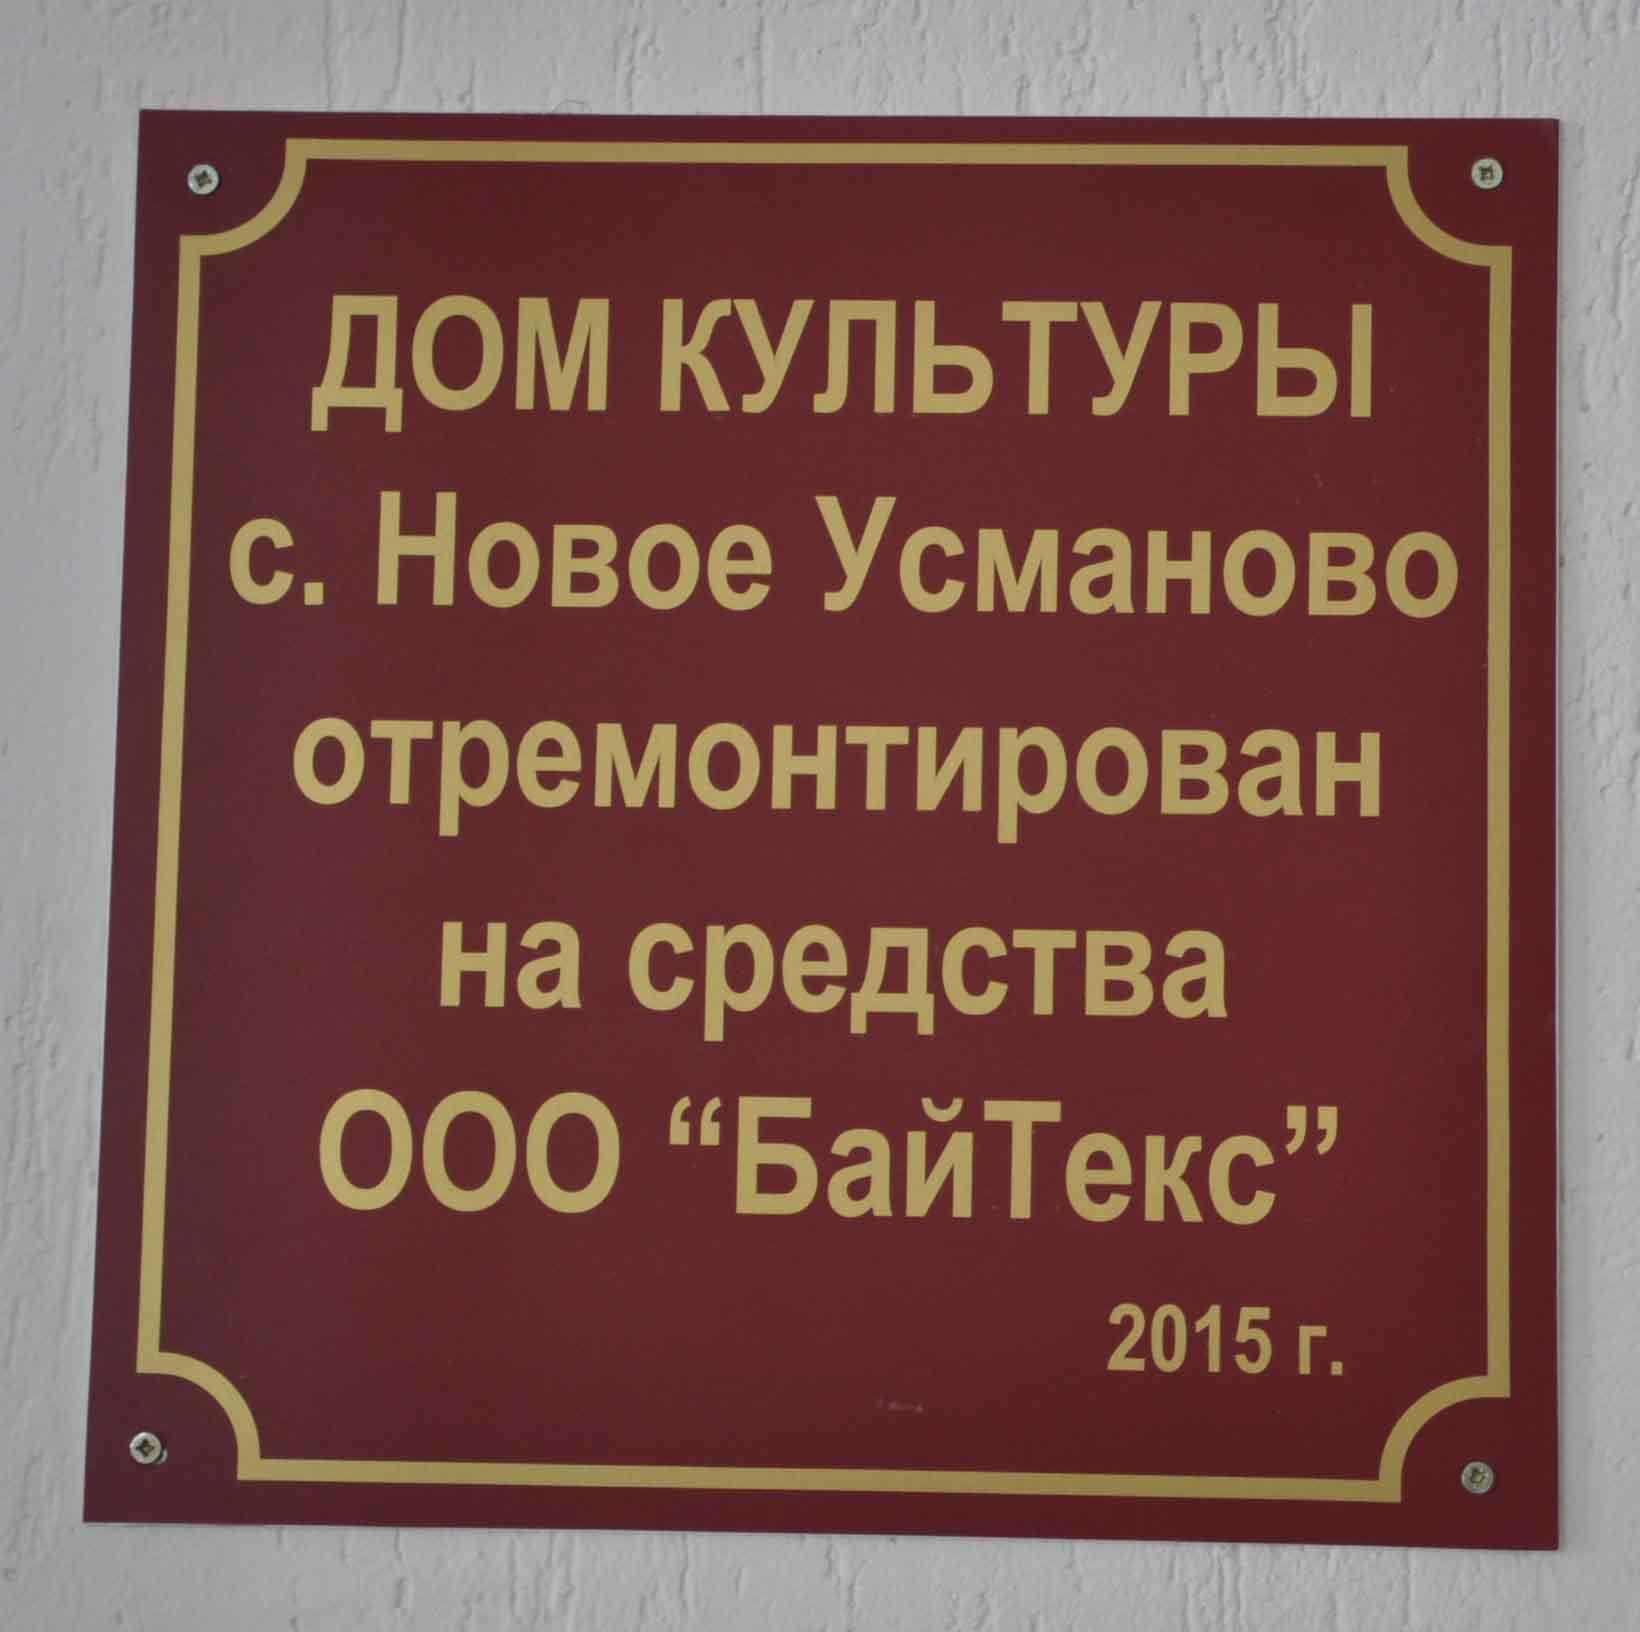 ДОМ КУЛЬТУРЫ
с. Новое Усманово
отремонтирован
на средства
ООО “БайТекс”
2015 г.